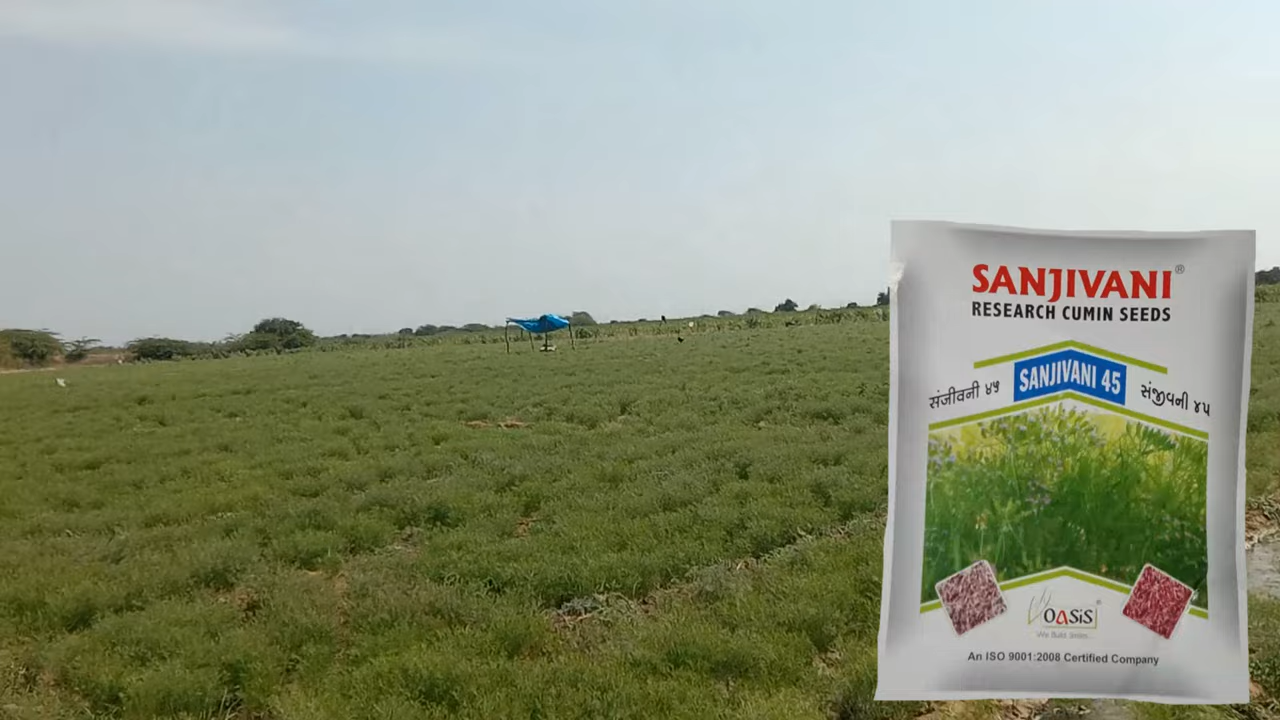 SANJIVANI®
RESEARCH CUMIN SEEDS
SANJIVANI 45
संजीवनी ४५
સંજીવની ૪૫
OASiS
We Build Smiles...
An ISO 9001:2008 Certified Company